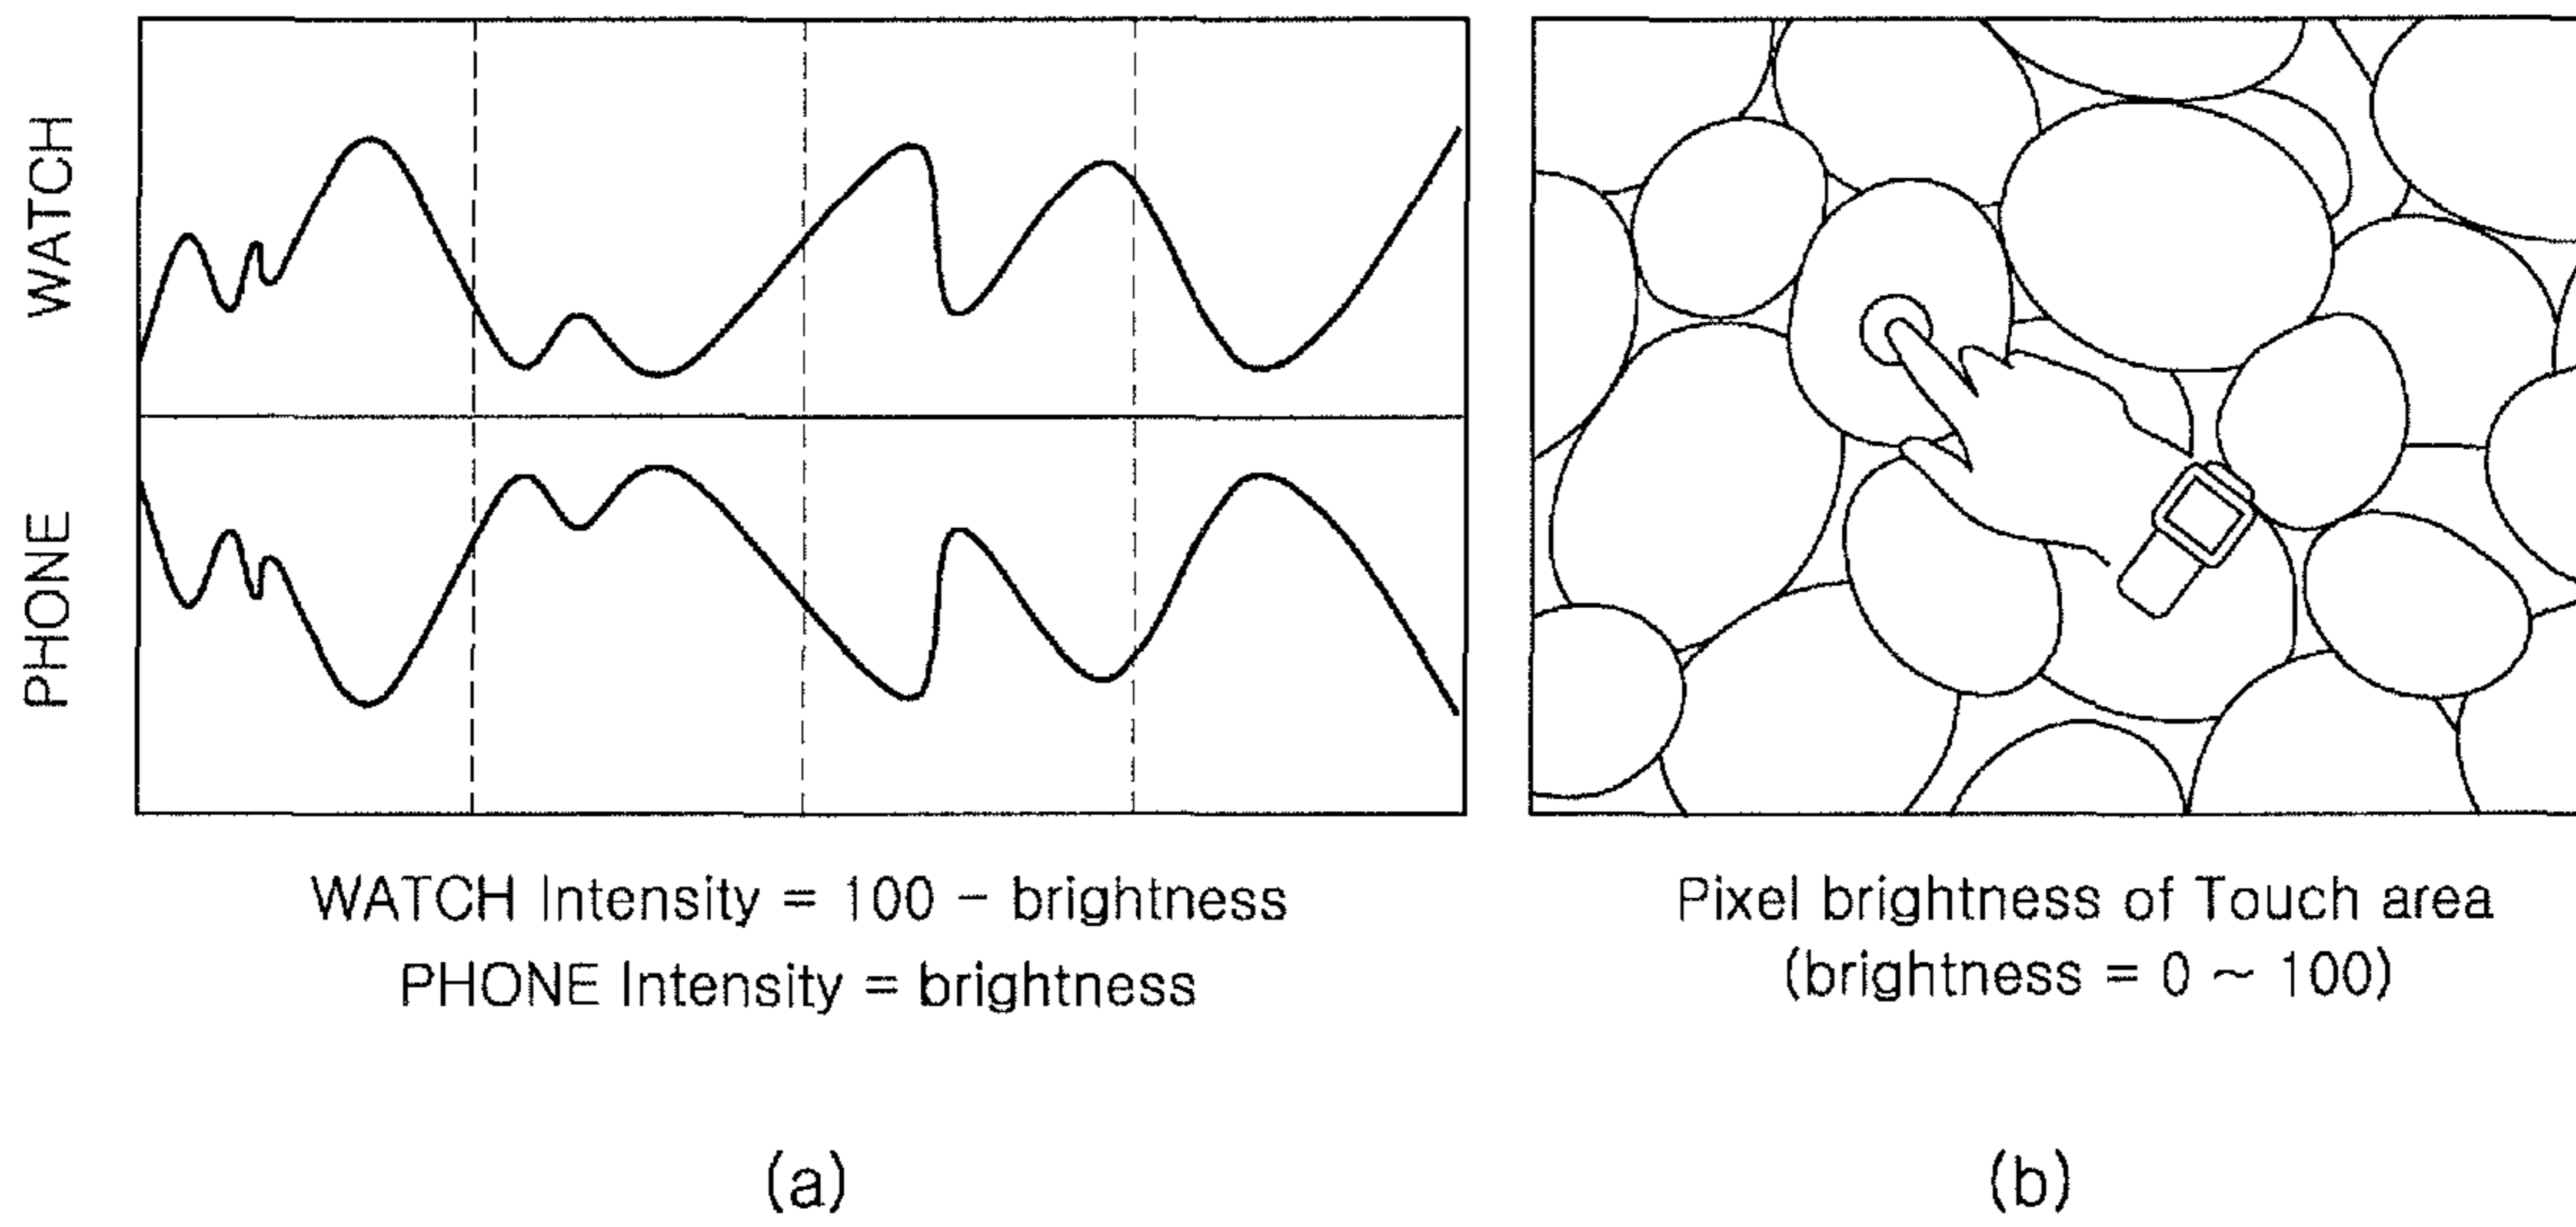 WATCH
PHONE
WATCH Intensity = 100 - brightness
PHONE Intensity = brightness
(a)
Pixel brightness of Touch area
(brightness = 0 ~ 100)
(b)